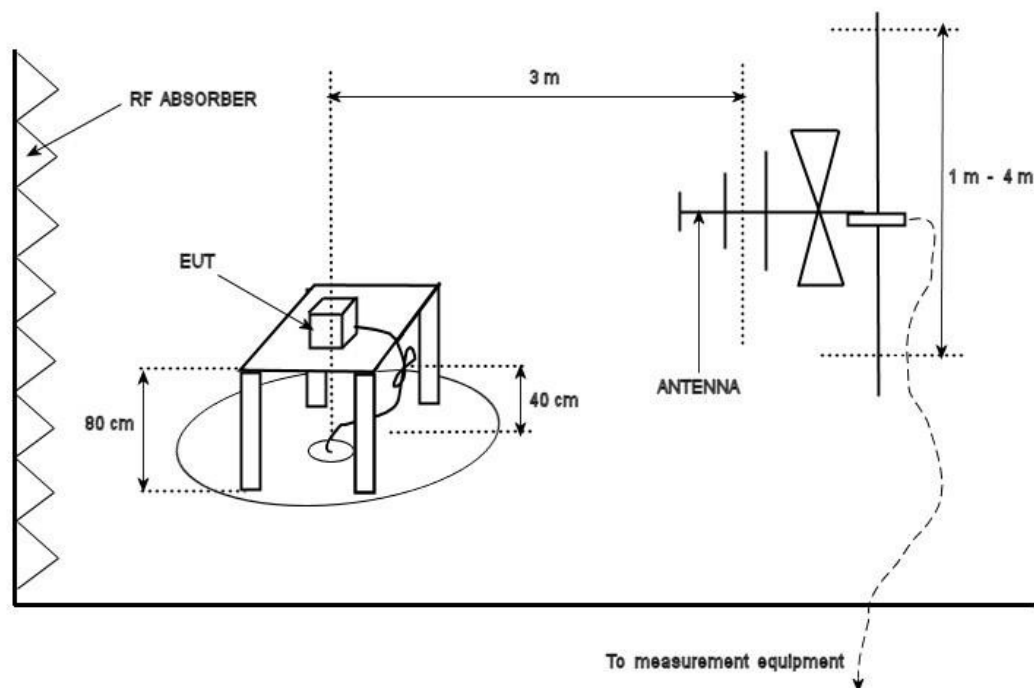 3 m
RF ABSORBER
1 m - 4 m
EUT
ANTENNA
40 cm
80 cm
To measurement equipment